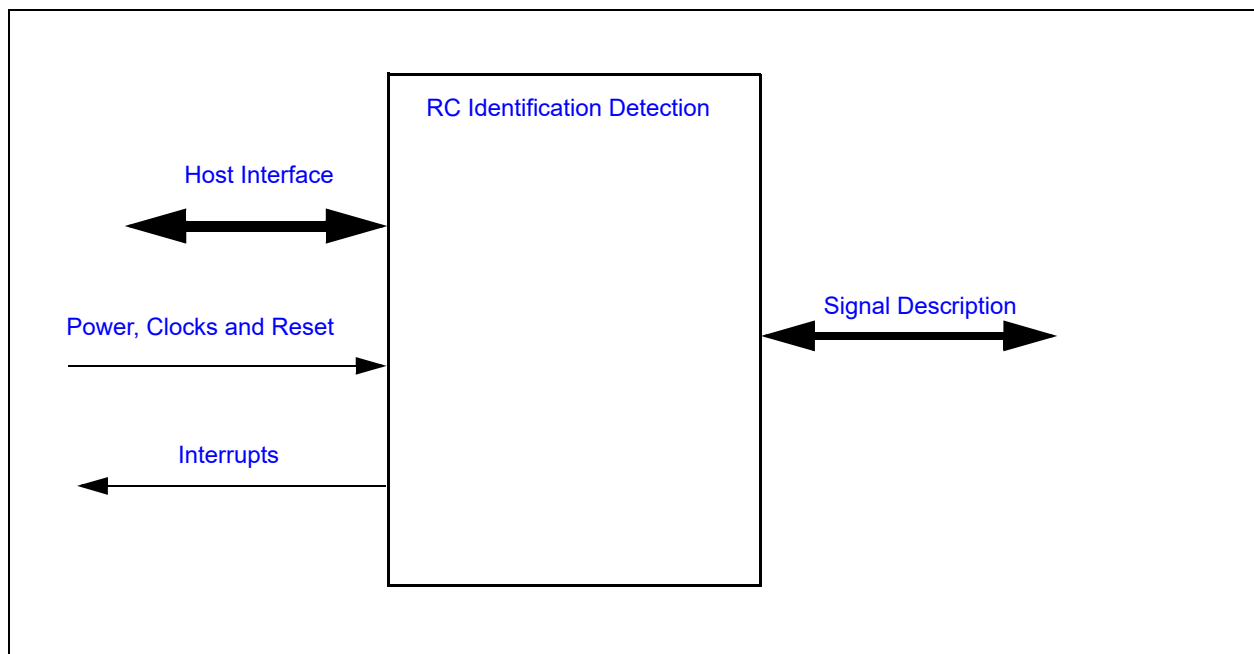 RC Identification Detection
Host Interface
Signal Description
Power, Clocks and Reset
Interrupts